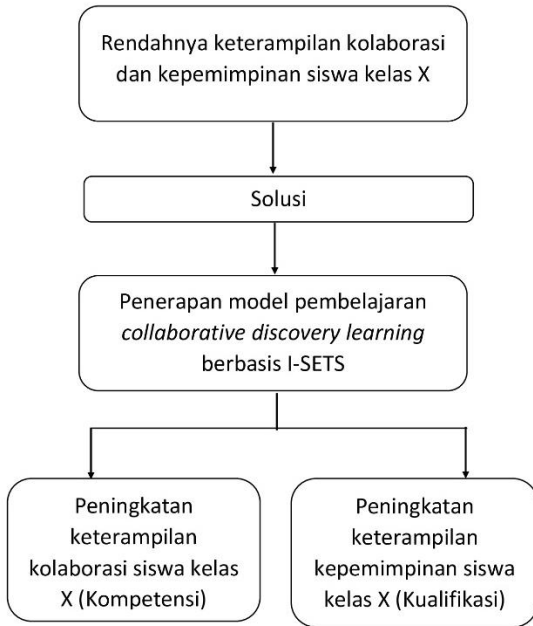 Rendahnya keterampilan kolaborasi
dan kepemimpinan siswa kelas X
Solusi
Penerapan model pembelajaran
collaborative discovery learning
berbasis I-SETS
Peningkatan
keterampilan
kolaborasi siswa kelas
X (Kompetensi)
Peningkatan
keterampilan
kepemimpinan siswa
kelas X (Kualifikasi)